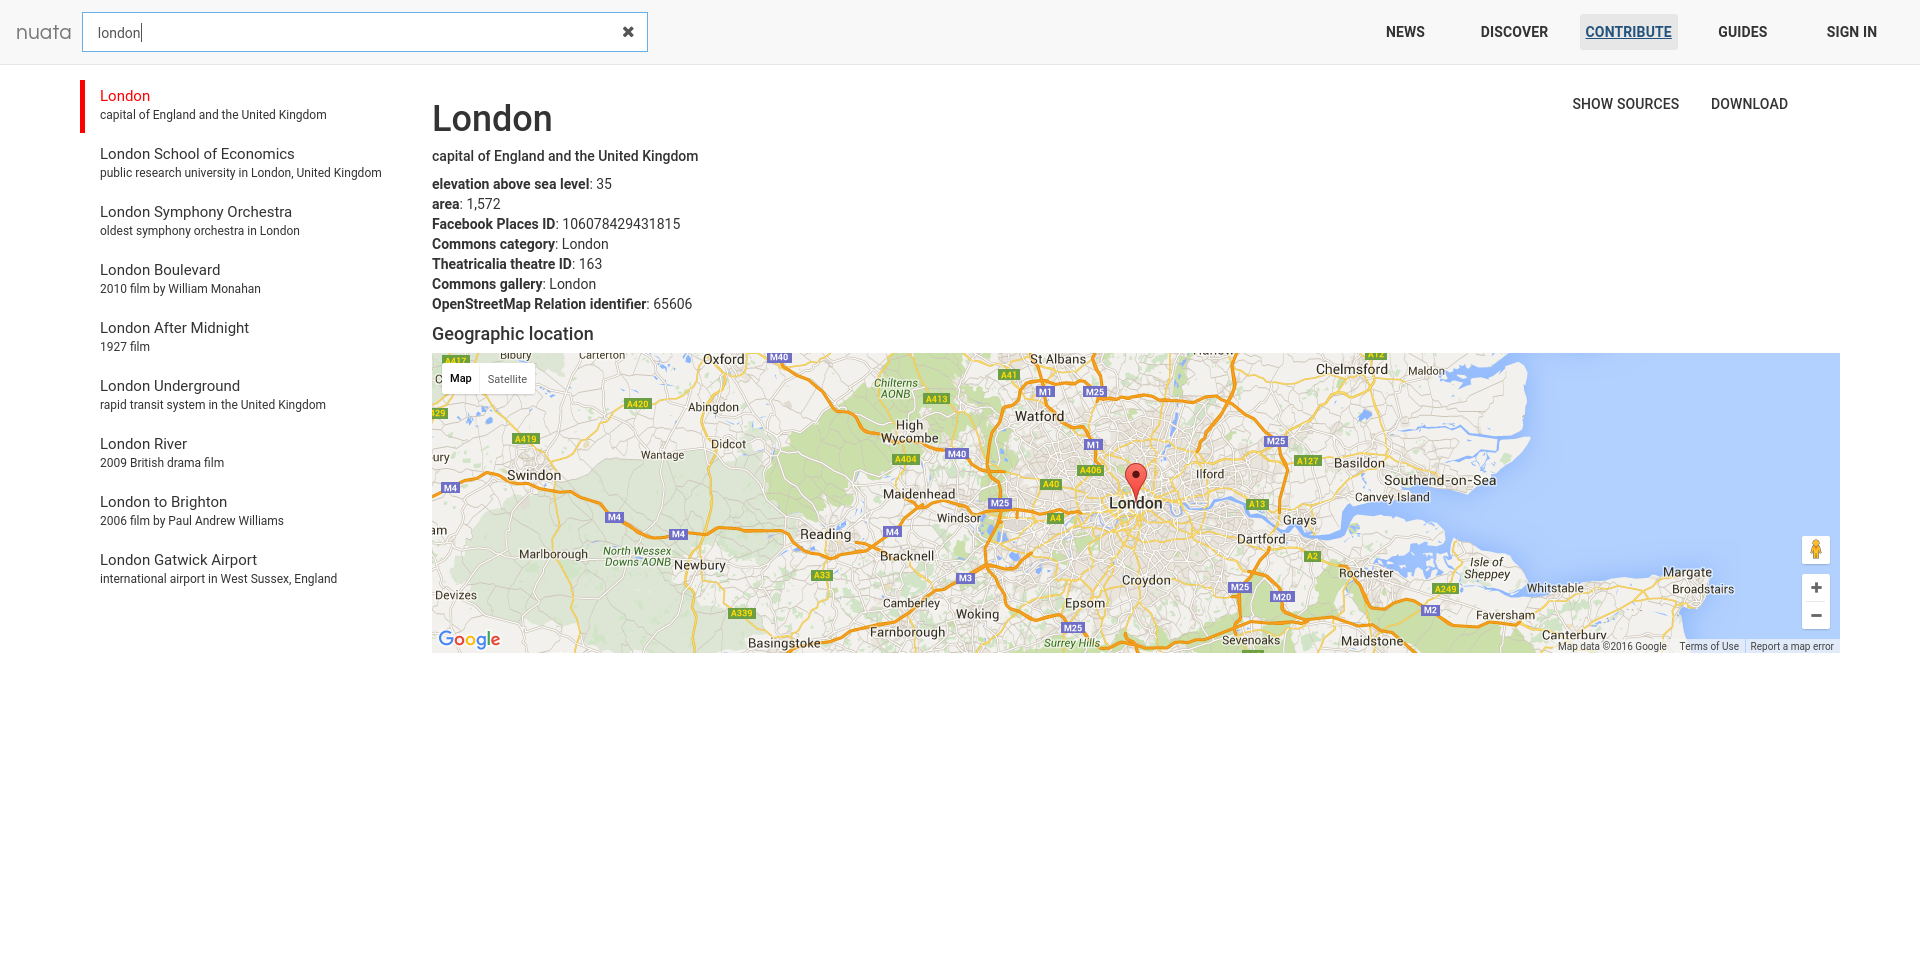 nuata
london
NEWS
DISCOVER
CONTRIBUTE
GUIDES
SIGN IN
London
capital of England and the United Kingdom
London School of Economics
public research university in London, United Kingdom
London Symphony Orchestra
oldest symphony orchestra in London
London Boulevard
2010 film by William Monahan
London After Midnight
1927 film
London Underground
rapid transit system in the United Kingdom
London River
2009 British drama film
London to Brighton
2006 film by Paul Andrew Williams
London Gatwick Airport
international airport in West Sussex, England
SHOW SOURCES
DOWNLOAD
London
capital of England and the United Kingdom
elevation above sea level: 35
area: 1,572
Facebook Places ID: 106078429431815
Commons category: London
Theatricalia theatre ID: 163
Commons gallery: London
OpenStreetMap Relation identifier: 65606
Geographic location
A417
Bibury
Carterton
Oxford
M40
St Albans
A12
Map
Satellite
Chilterns
AONB
A41
Chelmsford
Maldon
A420
Abingdon
A413
M1
M25
Watford
High
Wycombe
A419
Didcot
M1
M25
Wantage
A404
M40
A406
A127
Basildon
Swindon
A40
Ilford
Southend-on-Sea
M4
Maidenhead
M25
London
A13
Canvey Island
M4
Windsor
A4
Grays
M4
Reading
M4
Dartford
Marlborough
North Wessex
Downs AONB
Newbury
Bracknell
A2
Isle of
Sheppey
A33
M3
Croydon
Rochester
Margate
Devizes
M25
M20
A249
Whitstable
Broadstairs
A339
Camberley
Woking
Epsom
M2
Faversham
Basingstoke
Farnborough
M25
Surrey Hills
Sevenoaks
Maidstone
Canterbury
Google
Map data ©2016 Google
Terms of Use
Report a map error